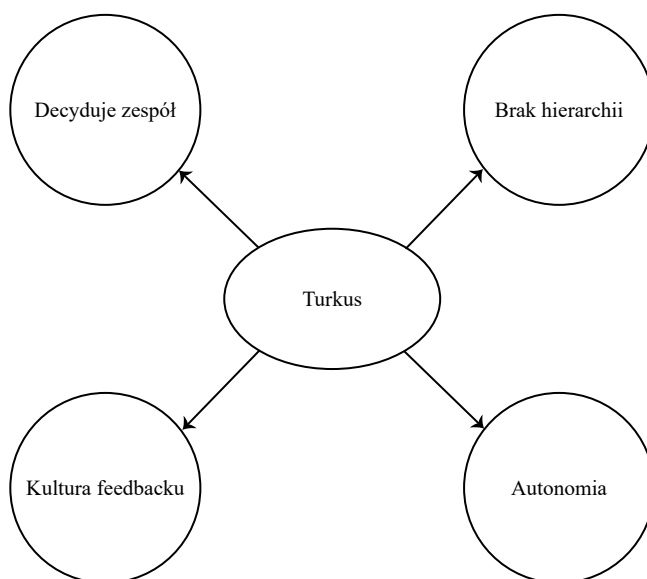 Decyduje zespół
Brak hierarchii
Turkus
Kultura feedbacku
Autonomia